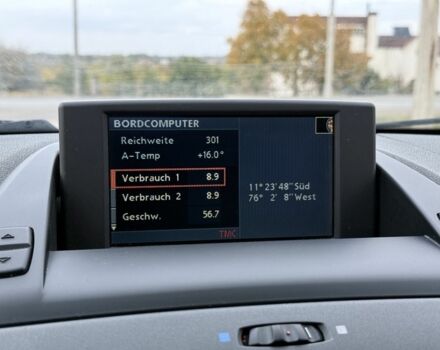 BORDCOMPUTER
Reichweite 301
A-Temp +16.0°
Verbrauch 1 8.9
Verbrauch 2 8.9
Geschw. 56.7
11° 23' 48" Süd
76° 2' 8" West
TMC